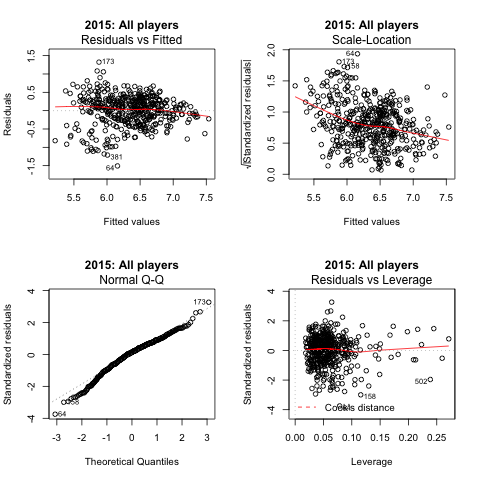 2015: All players
Residuals vs Fitted
Residuals
1.5
0.5
-0.5
-1.5
173
381
64
5.5 6.0 6.5 7.0 7.5
Fitted values
2015: All players
Scale-Location
√|Standardized residuals|
2.0
1.5
1.0
0.5
0.0
64
173
158
5.5 6.0 6.5 7.0 7.5
Fitted values
2015: All players
Normal Q-Q
Standardized residuals
4
2
0
-2
-4
173
64
-3 -2 -1 0 1 2 3
Theoretical Quantiles
2015: All players
Residuals vs Leverage
Standardized residuals
4
2
0
-2
-4
502
158
Cook's distance
0.00 0.05 0.10 0.15 0.20 0.25
Leverage